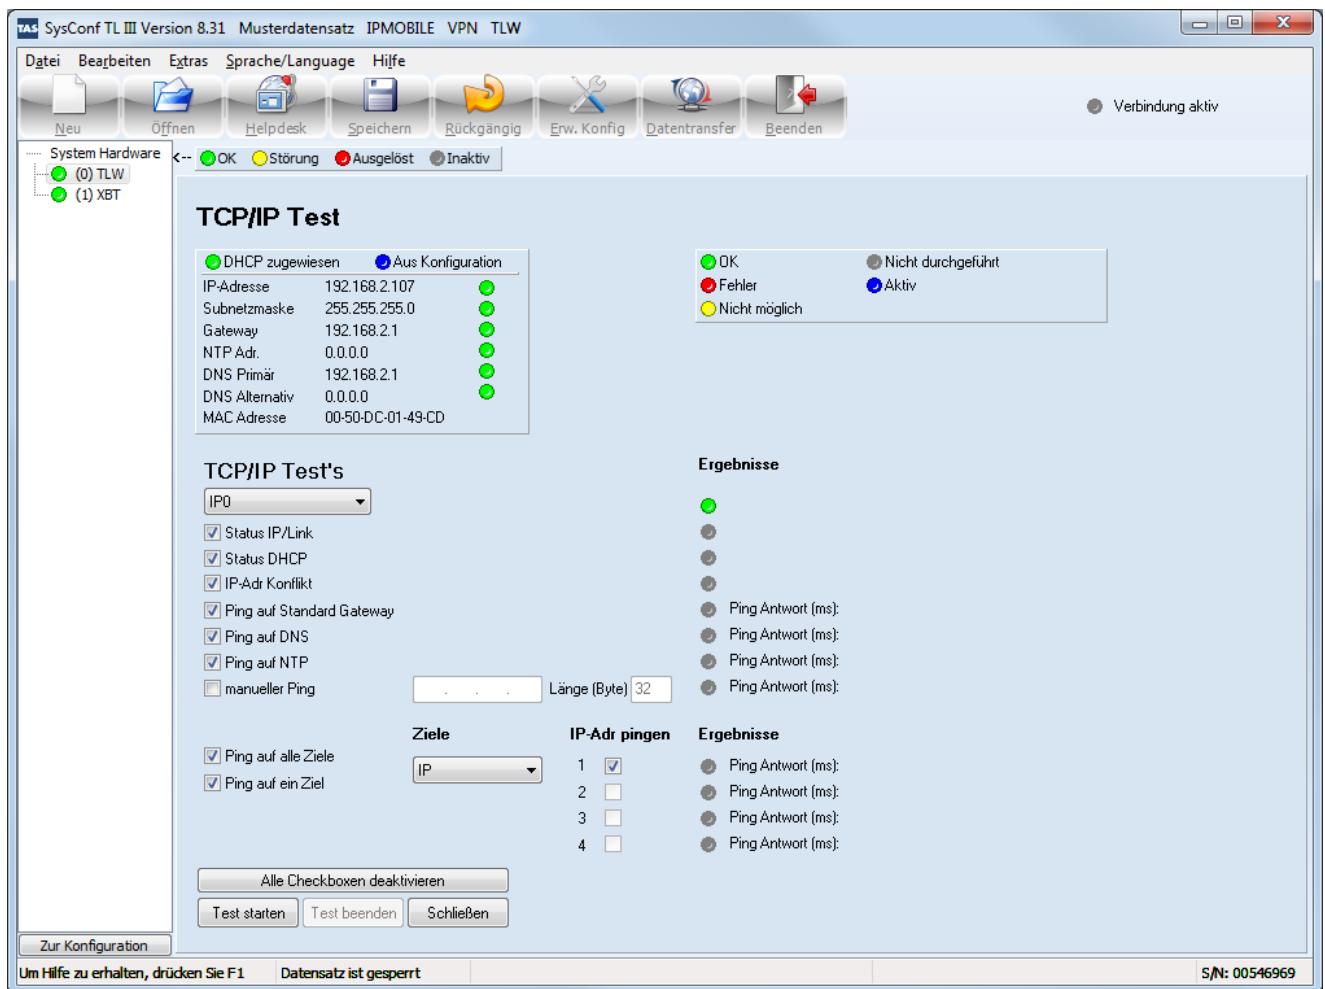 TAS SysConf TL III Version 8.31 Musterdatensatz IPMOBILE VPN TLW
Datei Bearbeiten Extras Sprache/Language Hilfe
Neu Öffnen Helpdesk Speichern Rückgängig Erw. Konfig Datentransfer Beenden
Verbindung aktiv
System Hardware
(0) TLW
(1) XBT
<-- OK Störung Ausgelöst Inaktiv
TCP/IP Test
DHCP zugewiesen Aus Konfiguration
IP-Adresse 192.168.2.107
Subnetzmaske 255.255.255.0
Gateway 192.168.2.1
NTP Adr. 0.0.0.0
DNS Primär 192.168.2.1
DNS Alternativ 0.0.0.0
MAC Adresse 00-50-DC-01-49-CD
OK Nicht durchgeführt
Fehler Aktiv
Nicht möglich
TCP/IP Test's Ergebnisse
IP0
Status IP/Link
Status DHCP
IP-Adr Konflikt
Ping auf Standard Gateway Ping Antwort (ms):
Ping auf DNS Ping Antwort (ms):
Ping auf NTP Ping Antwort (ms):
manueller Ping . . . Länge (Byte) 32 Ping Antwort (ms):
Ziele IP-Adr pingen Ergebnisse
Ping auf alle Ziele
Ping auf ein Ziel
IP
1 Ping Antwort (ms):
2 Ping Antwort (ms):
3 Ping Antwort (ms):
4 Ping Antwort (ms):
Alle Checkboxen deaktivieren
Test starten Test beenden Schließen
Zur Konfiguration
Um Hilfe zu erhalten, drücken Sie F1 Datensatz ist gesperrt S/N: 00546969